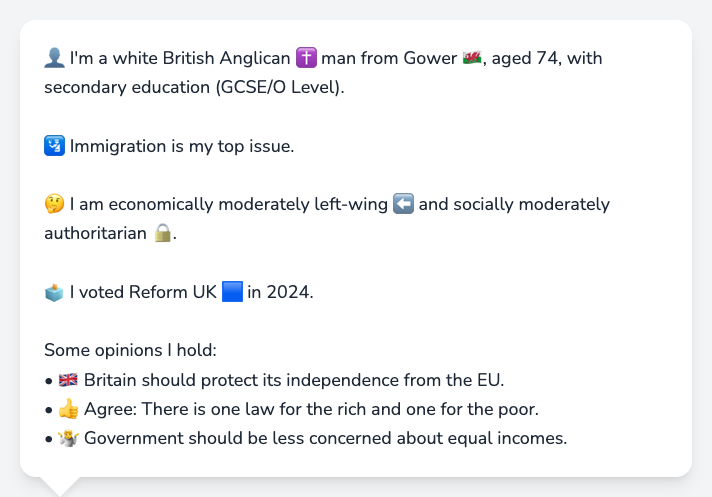 👤 I'm a white British Anglican ✝️ man from Gower 🏴󠁧󠁢󠁷󠁬󠁳󠁿, aged 74, with
secondary education (GCSE/O Level).
🛂 Immigration is my top issue.
🤔 I am economically moderately left-wing ⬅️ and socially moderately
authoritarian 🔒.
🗳️ I voted Reform UK 🟦 in 2024.
Some opinions I hold:
• 🇬🇧 Britain should protect its independence from the EU.
• 👍 Agree: There is one law for the rich and one for the poor.
• 🤷 Government should be less concerned about equal incomes.